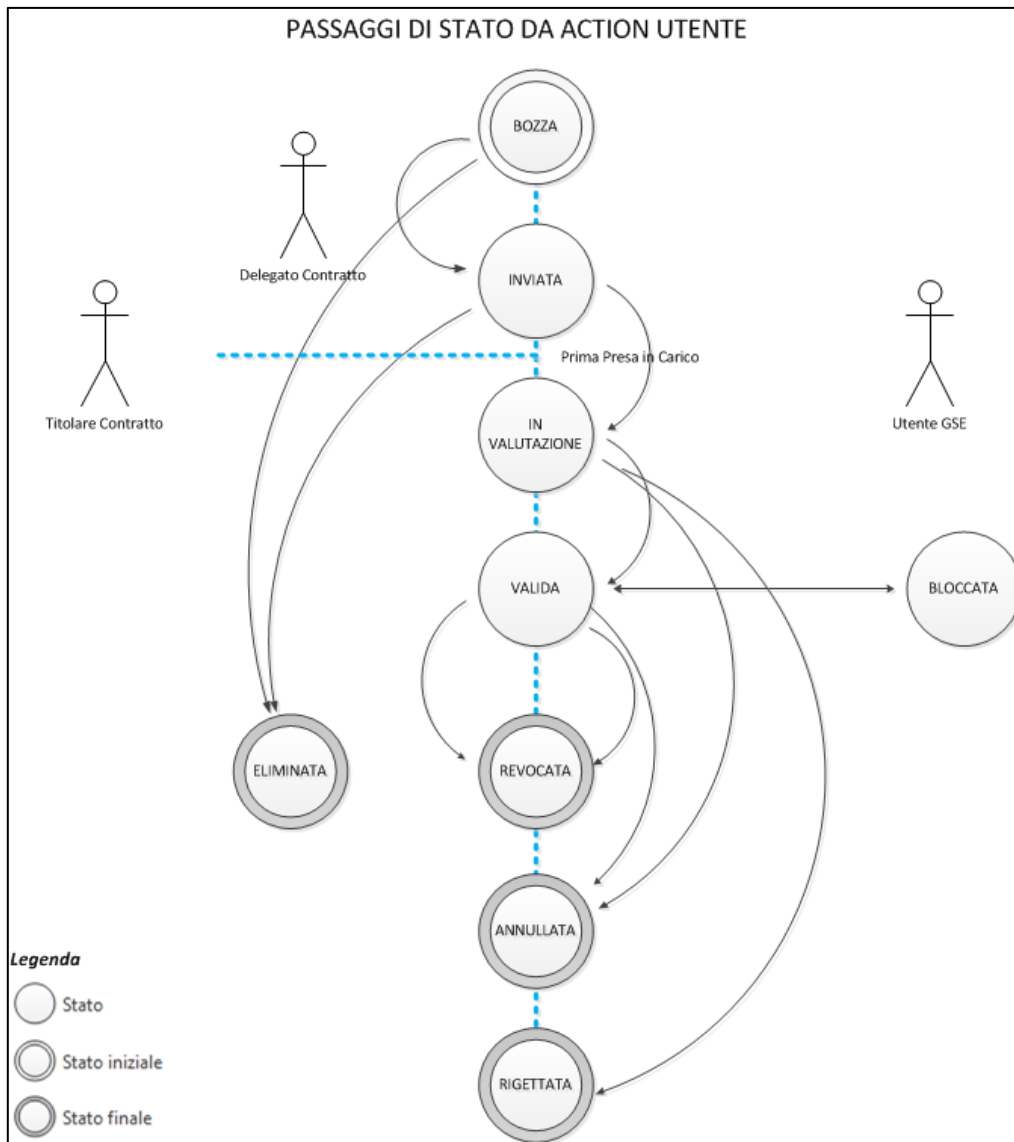 PASSAGGI DI STATO DA ACTION UTENTE
BOZZA
Delegato Contratto
INVIATA
Titolare Contratto
Prima Presa in Carico
Utente GSE
IN
VALUTAZIONE
VALIDA
BLOCCATA
ELIMINATA
REVOCATA
ANNULLATA
RIGETTATA
Legenda
Stato
Stato iniziale
Stato finale